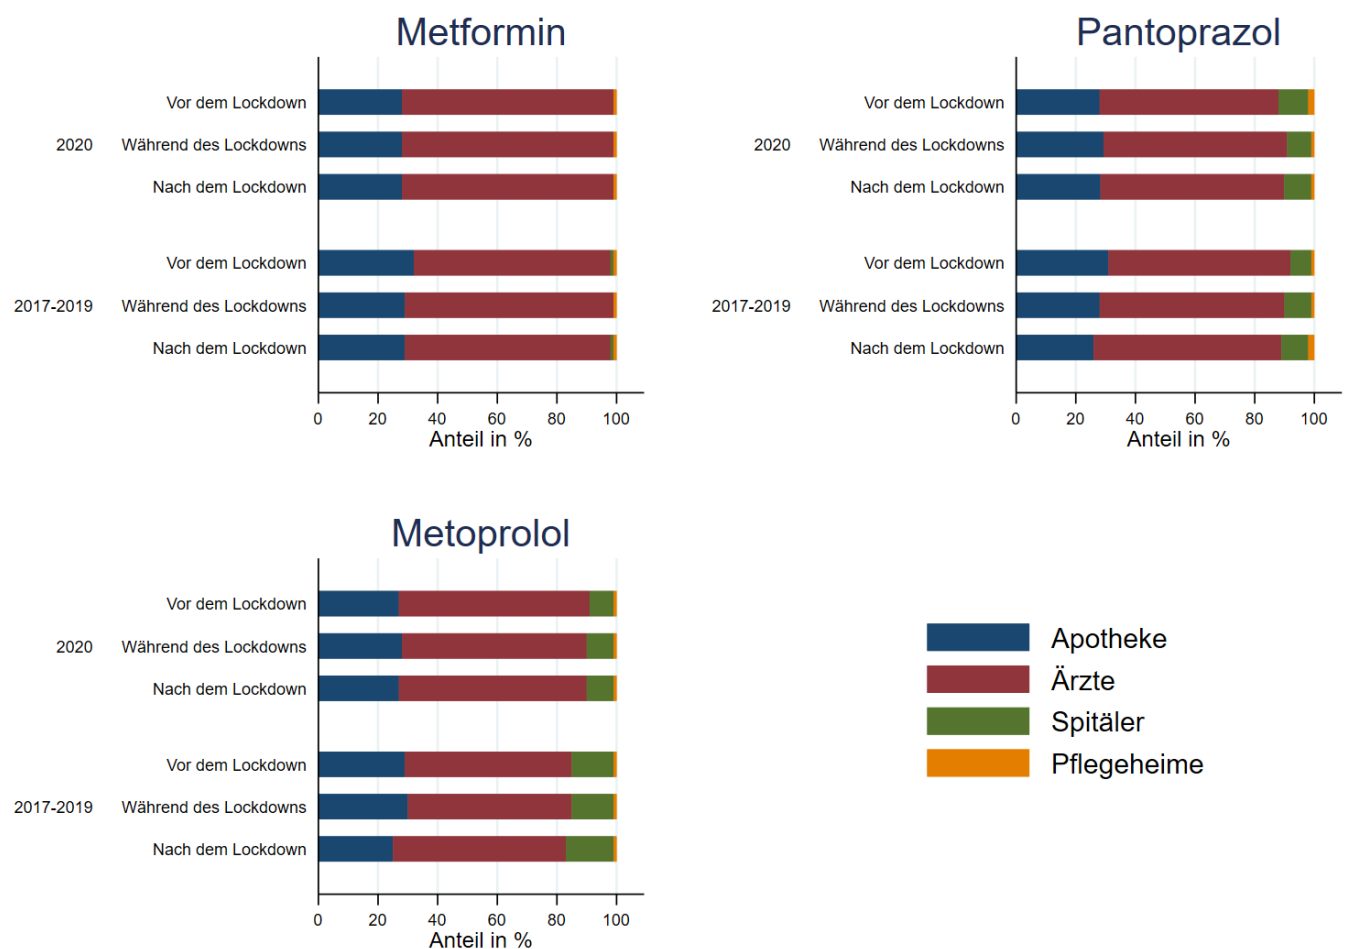 Metformin
Vor dem Lockdown
2020 Während des Lockdowns
Nach dem Lockdown
Vor dem Lockdown
2017-2019 Während des Lockdowns
Nach dem Lockdown
0 20 40 60 80 100
Anteil in %
Pantoprazol
Vor dem Lockdown
2020 Während des Lockdowns
Nach dem Lockdown
Vor dem Lockdown
2017-2019 Während des Lockdowns
Nach dem Lockdown
0 20 40 60 80 100
Anteil in %
Metoprolol
Vor dem Lockdown
2020 Während des Lockdowns
Nach dem Lockdown
Vor dem Lockdown
2017-2019 Während des Lockdowns
Nach dem Lockdown
0 20 40 60 80 100
Anteil in %
Apotheke
Ärzte
Spitäler
Pflegeheime